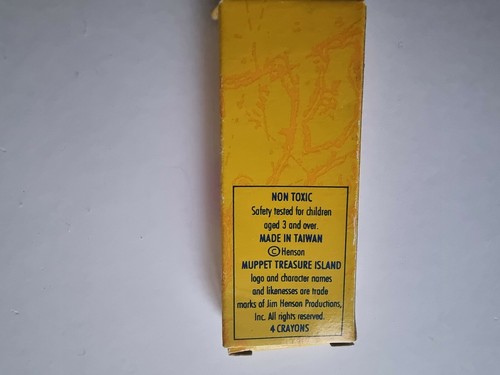 NON TOXIC
Safety tested for children
aged 3 and over.
MADE IN TAIWAN
© Henson
MUPPET TREASURE ISLAND
logo and character names
and likenesses are trade
marks of Jim Henson Productions,
Inc. All rights reserved.
4 CRAYONS